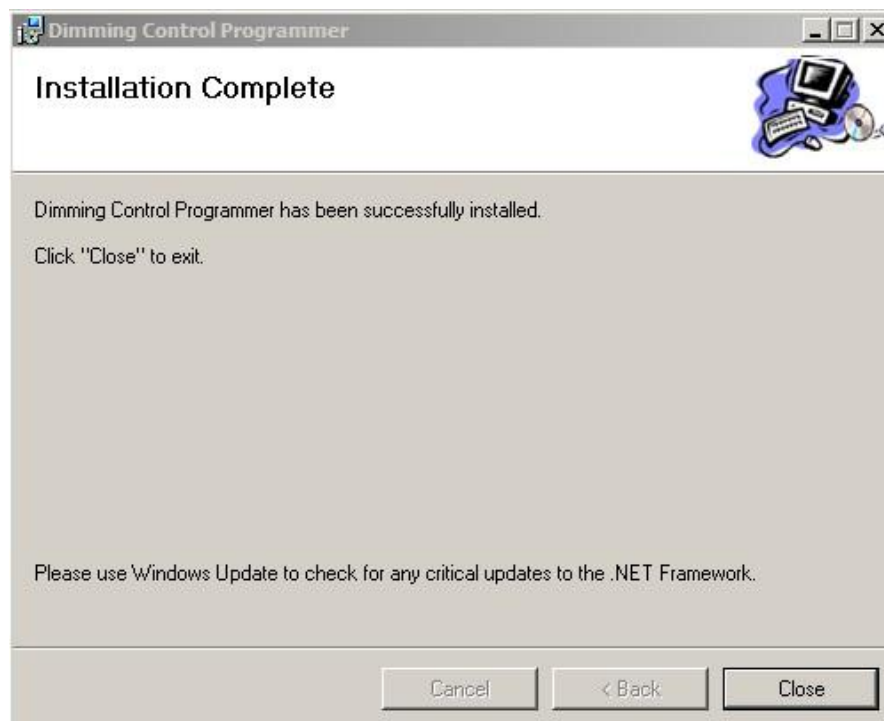 Dimming Control Programmer
Installation Complete
Dimming Control Programmer has been successfully installed.
Click "Close" to exit.
Please use Windows Update to check for any critical updates to the .NET Framework.
Cancel
< Back
Close